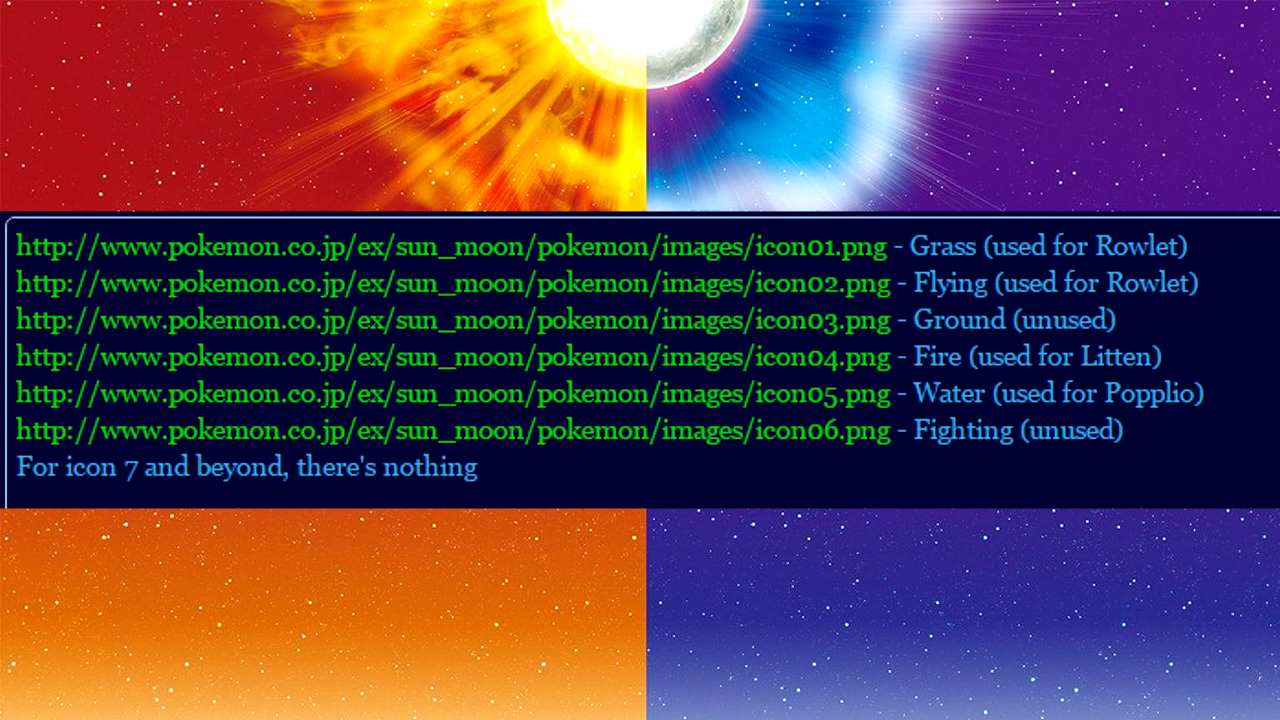 http://www.pokemon.co.jp/ex/sun_moon/pokemon/images/icon01.png - Grass (used for Rowlet)
http://www.pokemon.co.jp/ex/sun_moon/pokemon/images/icon02.png - Flying (used for Rowlet)
http://www.pokemon.co.jp/ex/sun_moon/pokemon/images/icon03.png - Ground (unused)
http://www.pokemon.co.jp/ex/sun_moon/pokemon/images/icon04.png - Fire (used for Litten)
http://www.pokemon.co.jp/ex/sun_moon/pokemon/images/icon05.png - Water (used for Popplio)
http://www.pokemon.co.jp/ex/sun_moon/pokemon/images/icon06.png - Fighting (unused)
For icon 7 and beyond, there's nothing